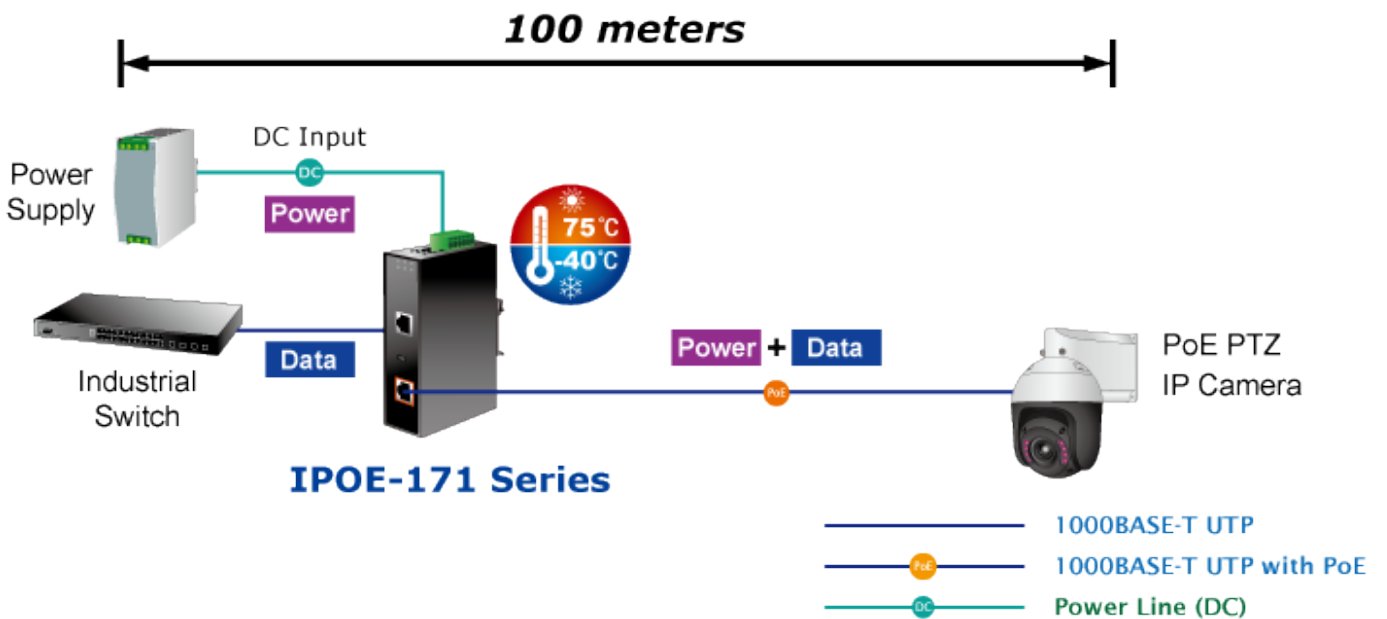 100 meters
DC Input
DC
Power
Supply
Power
75°C
-40°C
Data
Industrial
Switch
Power + Data
PoE
PoE PTZ
IP Camera
IPOE-171 Series
1000BASE-T UTP
PoE
1000BASE-T UTP with PoE
DC
Power Line (DC)